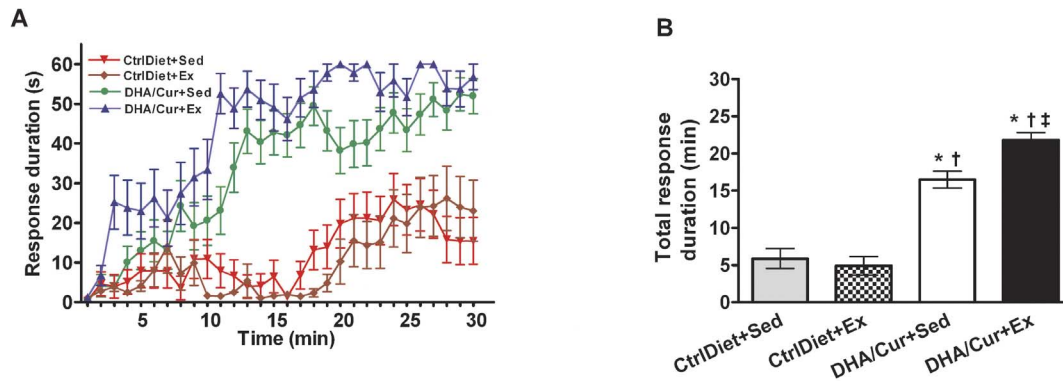 A
CtrlDiet+Sed
CtrlDiet+Ex
DHA/Cur+Sed
DHA/Cur+Ex
Response duration (s)
60
50
40
30
20
10
0
5 10 15 20 25 30
Time (min)
B
Total response
duration (min)
30
25
20
15
10
5
0
* †
* † ‡
CtrlDiet+Sed
CtrlDiet+Ex
DHA/Cur+Sed
DHA/Cur+Ex